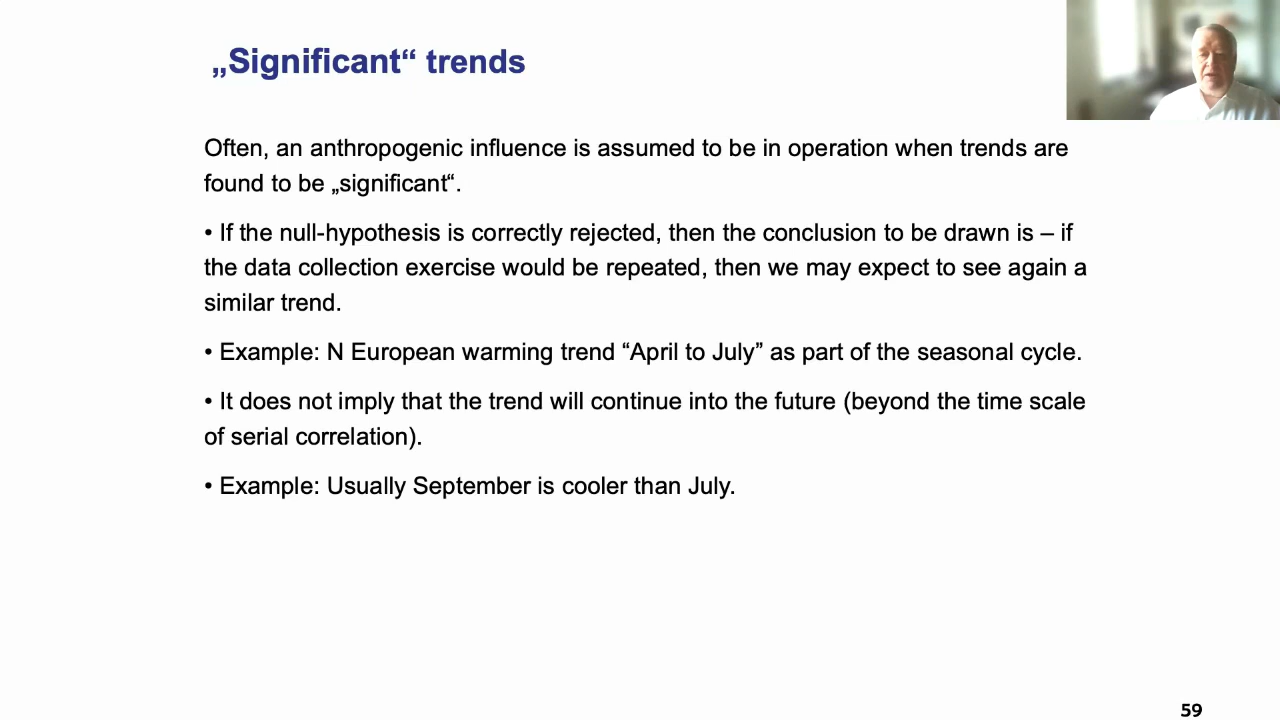 „Significant“ trends
Often, an anthropogenic influence is assumed to be in operation when trends are
found to be „significant“.
• If the null-hypothesis is correctly rejected, then the conclusion to be drawn is – if
the data collection exercise would be repeated, then we may expect to see again a
similar trend.
• Example: N European warming trend “April to July” as part of the seasonal cycle.
• It does not imply that the trend will continue into the future (beyond the time scale
of serial correlation).
• Example: Usually September is cooler than July.
59